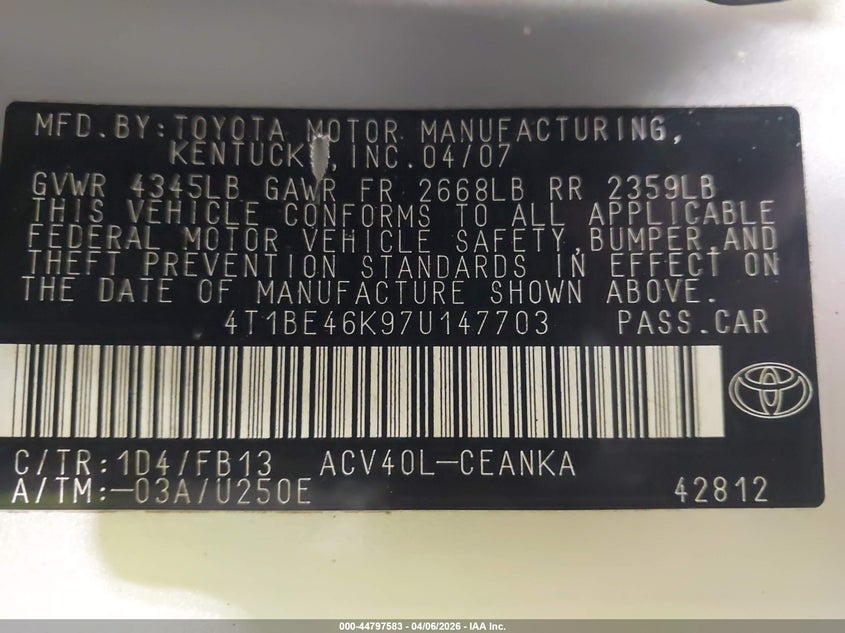 MFD.BY:TOYOTA MOTOR MANUFACTURING,
KENTUCKY, INC.04/07
GVWR 4345LB GAWR FR 2668LB RR 2359LB
THIS VEHICLE CONFORMS TO ALL APPLICABLE
FEDERAL MOTOR VEHICLE SAFETY,BUMPER,AND
THEFT PREVENTION STANDARDS IN EFFECT ON
THE DATE OF MANUFACTURE SHOWN ABOVE.
4T1BE46K97U147703 PASS.CAR
C/TR:1D4/FB13 ACV40L-CEANKA
A/TM:-03A/U250E 42812
000-44797583 - 04/06/2026 - IAA Inc.